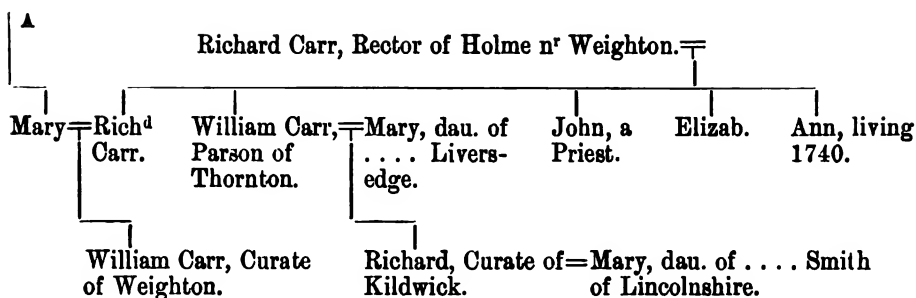 A
Richard Carr, Rector of Holme nʳ Weighton.
Mary=Richᵈ Carr.
William Carr, Parson of Thornton.
Mary, dau. of .... Liversedge.
John, a Priest.
Elizab.
Ann, living 1740.
William Carr, Curate of Weighton.
Richard, Curate of Kildwick.=Mary, dau. of .... Smith of Lincolnshire.